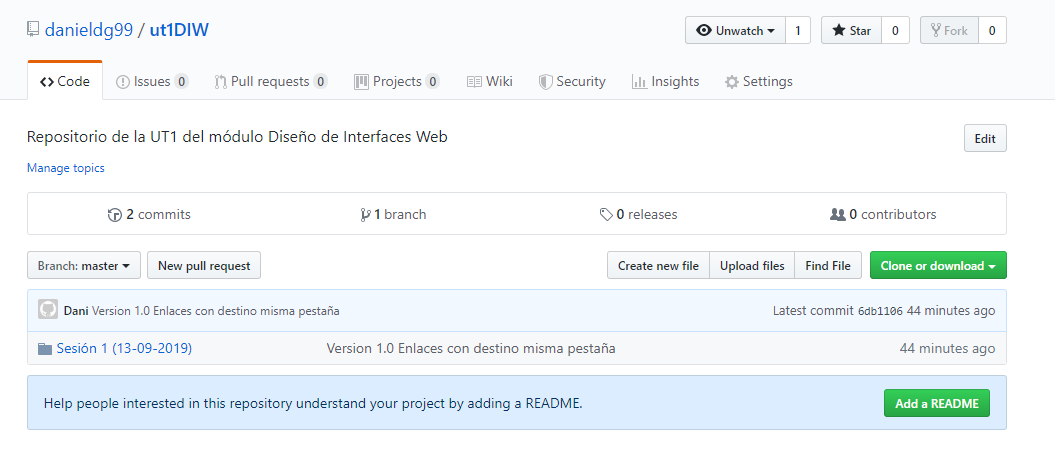 danieldg99 / ut1DIW
Unwatch 1 Star 0 Fork 0
Code Issues 0 Pull requests 0 Projects 0 Wiki Security Insights Settings
Repositorio de la UT1 del módulo Diseño de Interfaces Web
Edit
Manage topics
2 commits 1 branch 0 releases 0 contributors
Branch: master New pull request Create new file Upload files Find File Clone or download
Dani Version 1.0 Enlaces con destino misma pestaña Latest commit 6db1106 44 minutes ago
Sesión 1 (13-09-2019) Version 1.0 Enlaces con destino misma pestaña 44 minutes ago
Help people interested in this repository understand your project by adding a README. Add a README